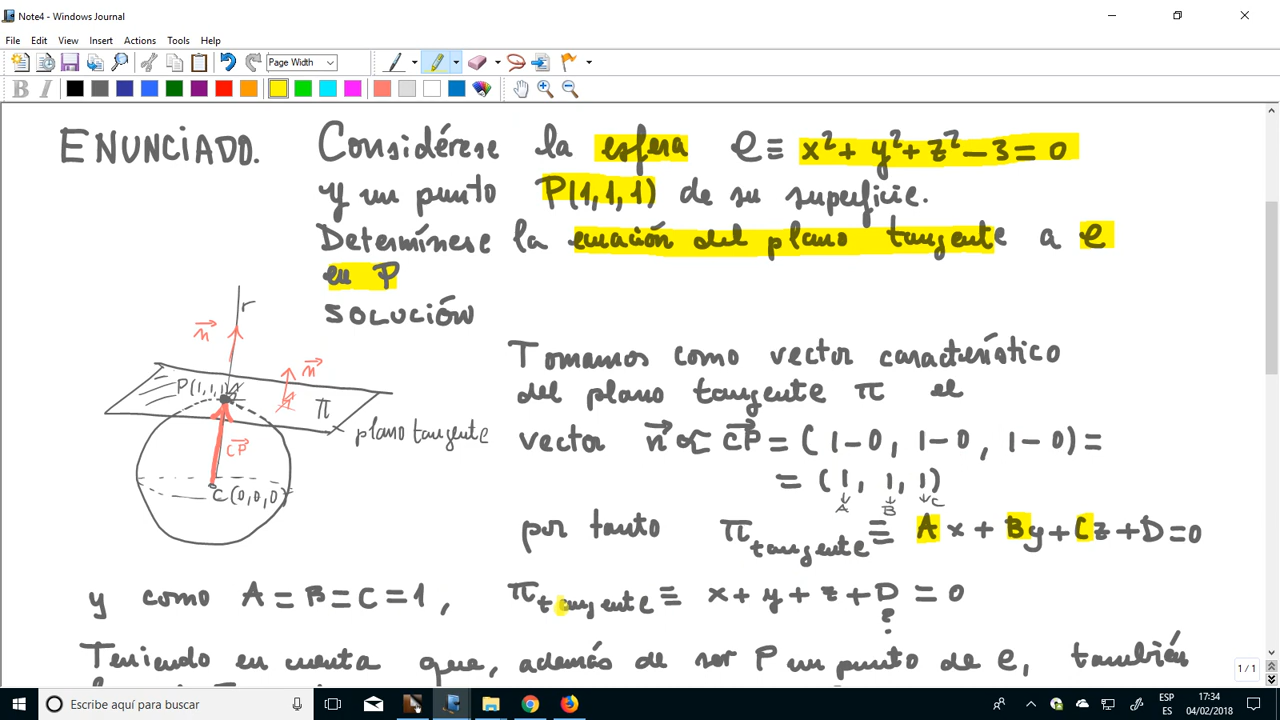 Note4 - Windows Journal
File Edit View Insert Actions Tools Help
Page Width
B I
ENUNCIADO. Considérese la esfera e ≡ x²+ y²+ z²−3=0
y un punto P(1,1,1) de su superficie.
Determínese la ecuación del plano tangente a e
en P
SOLUCIÓN
r
n⃗
n⃗
P(1,1,1)
π
plano tangente
CP⃗
C(0,0,0)
Tomamos como vector característico
del plano tangente π el
vector n⃗ ∝ CP⃗ = (1−0, 1−0, 1−0)=
= (1, 1, 1)
A B C
por tanto π tangente ≡ Ax + By + Cz + D = 0
y como A = B = C = 1, π tangente ≡ x + y + z + D = 0
?
Teniendo en cuenta que, además de ser P un punto de e, también
1 / 1
Escribe aquí para buscar
ESP
ES
17:34
04/02/2018